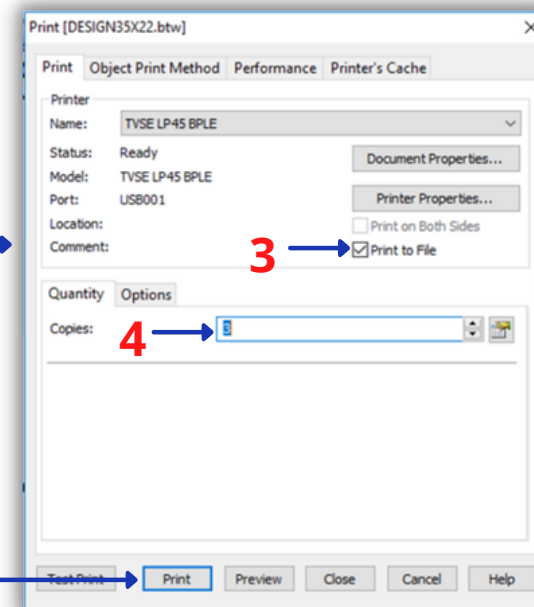 Print [DESIGN35X22.btw]
Print Object Print Method Performance Printer's Cache
Printer
Name: TVSE LP45 BPLE
Status: Ready
Document Properties...
Model: TVSE LP45 BPLE
Port: USB001
Printer Properties...
Location:
Print on Both Sides
Comment:
3
Print to File
Quantity Options
Copies:
4
3
Test Print Print Preview Close Cancel Help